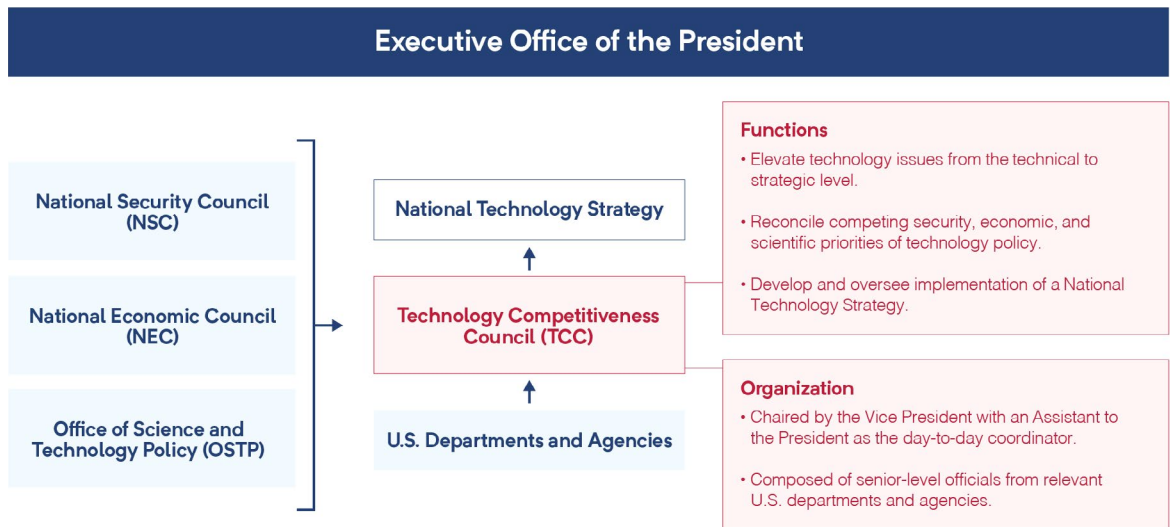 Executive Office of the President
National Security Council
(NSC)
National Economic Council
(NEC)
Office of Science and
Technology Policy (OSTP)
National Technology Strategy
Technology Competitiveness
Council (TCC)
U.S. Departments and Agencies
Functions
• Elevate technology issues from the technical to
strategic level.
• Reconcile competing security, economic, and
scientific priorities of technology policy.
• Develop and oversee implementation of a National
Technology Strategy.
Organization
• Chaired by the Vice President with an Assistant to
the President as the day-to-day coordinator.
• Composed of senior-level officials from relevant
U.S. departments and agencies.